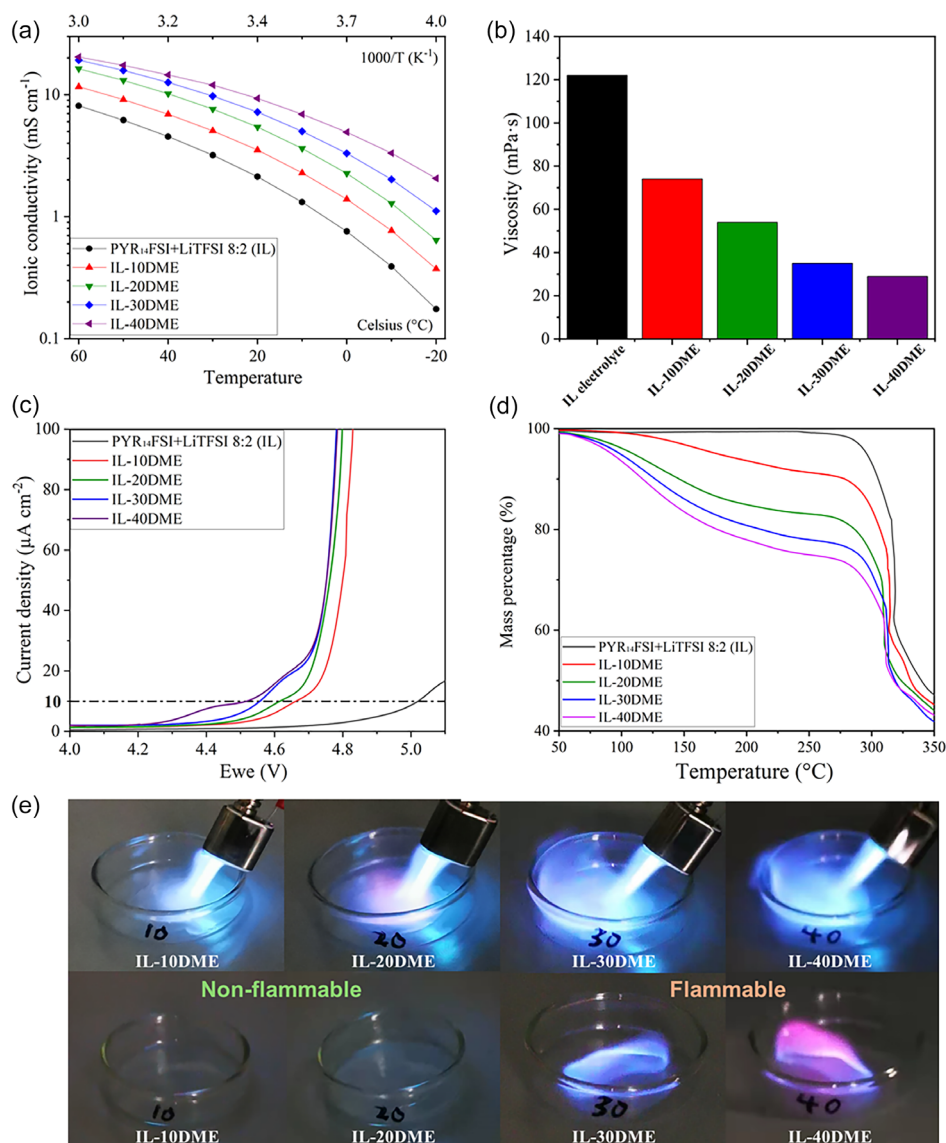 (a)
3.0 3.2 3.4 3.7 4.0
1000/T (K⁻¹)
Ionic conductivity (mS cm⁻¹)
10
1
0.1
PYR₁₄FSI+LiTFSI 8:2 (IL)
IL-10DME
IL-20DME
IL-30DME
IL-40DME
Celsius (°C)
60 40 20 0 -20
Temperature
(b)
Viscosity (mPa·s)
140
120
100
80
60
40
20
0
IL electrolyte IL-10DME IL-20DME IL-30DME IL-40DME
(c)
Current density (µA cm⁻²)
100
80
60
40
20
10
0
PYR₁₄FSI+LiTFSI 8:2 (IL)
IL-10DME
IL-20DME
IL-30DME
IL-40DME
4.0 4.2 4.4 4.6 4.8 5.0
Ewe (V)
(d)
Mass percentage (%)
100
80
60
40
PYR₁₄FSI+LiTFSI 8:2 (IL)
IL-10DME
IL-20DME
IL-30DME
IL-40DME
50 100 150 200 250 300 350
Temperature (°C)
(e)
10 20 30 40
IL-10DME IL-20DME IL-30DME IL-40DME
Non-flammable Flammable
10 20 30 40
IL-10DME IL-20DME IL-30DME IL-40DME